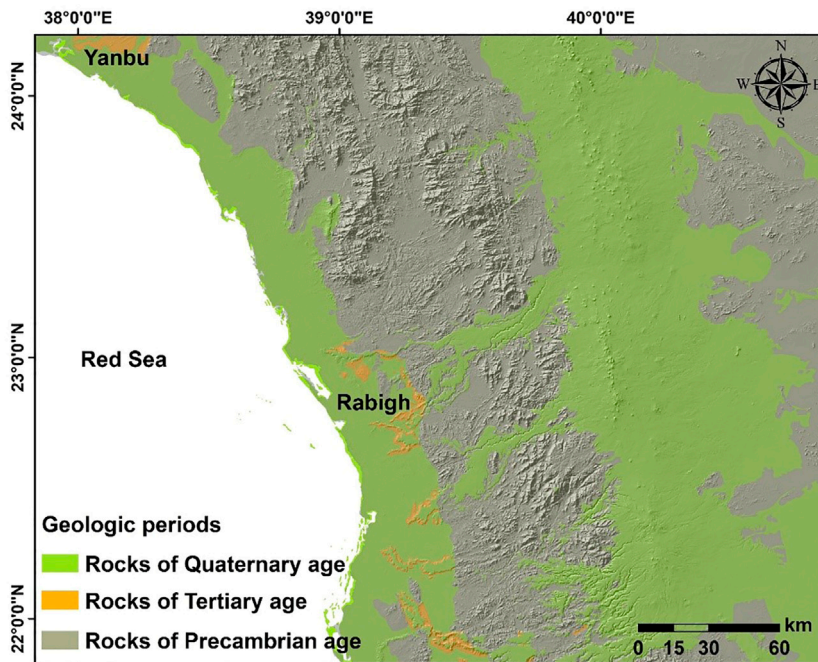 38°0'0"E
39°0'0"E
40°0'0"E
Yanbu
N
W
E
S
24°0'0"N
23°0'0"N
22°0'0"N
Red Sea
Rabigh
Geologic periods
Rocks of Quaternary age
Rocks of Tertiary age
Rocks of Precambrian age
km
0 15 30 60